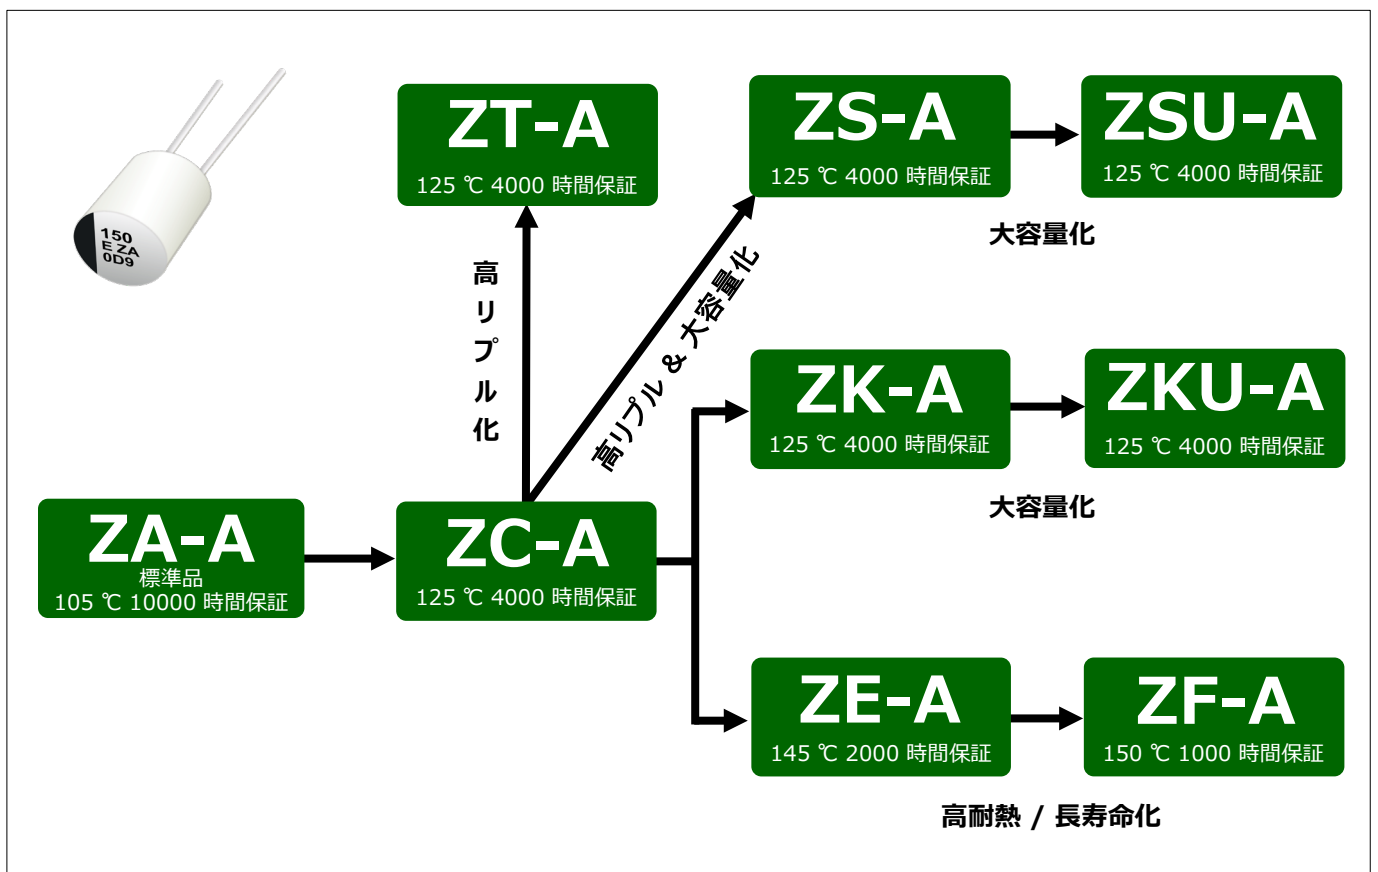 150
E ZA
0D9
ZT-A
125 ℃ 4000 時間保証
ZS-A
125 ℃ 4000 時間保証
ZSU-A
125 ℃ 4000 時間保証
大容量化
高リプル化
高リプル & 大容量化
ZK-A
125 ℃ 4000 時間保証
ZKU-A
125 ℃ 4000 時間保証
大容量化
ZA-A
標準品
105 ℃ 10000 時間保証
ZC-A
125 ℃ 4000 時間保証
ZE-A
145 ℃ 2000 時間保証
ZF-A
150 ℃ 1000 時間保証
高耐熱 / 長寿命化